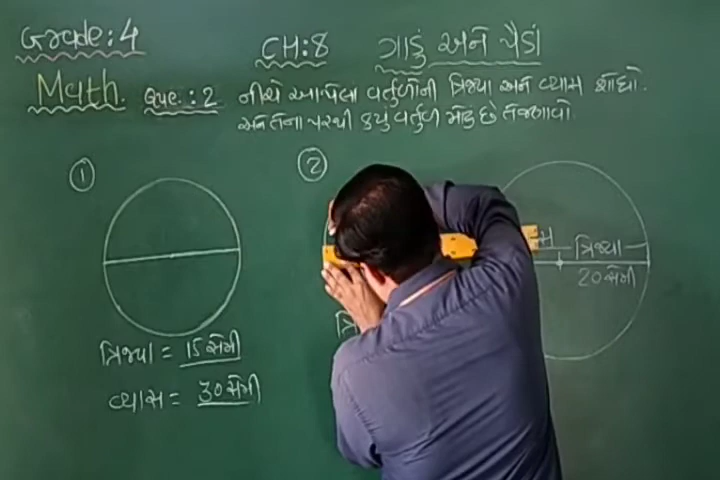 Grade:4
CH:8 ગાડું અને પૈડાં
Math. Que.:2 નીચે આપેલા વર્તુળોની ત્રિજ્યા અને વ્યાસ શોધો.
અને તેના પરથી કયું વર્તુળ મોટું છે તે જણાવો.
1 2
ત્રિજ્યા
20 સેમી
ત્રિજ્યા = 15 સેમી
વ્યાસ = 30 સેમી